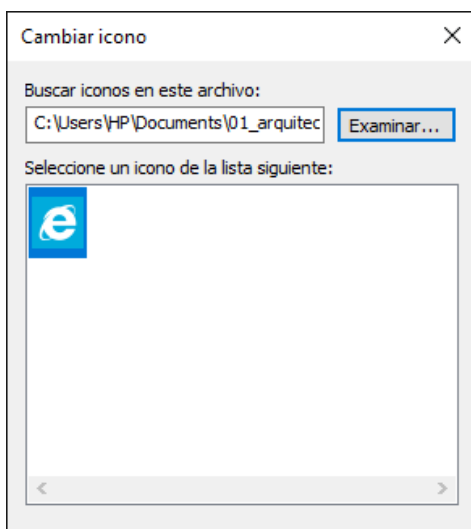 Cambiar icono
Buscar iconos en este archivo:
C:\Users\HP\Documents\01_arquitec
Examinar...
Seleccione un icono de la lista siguiente: